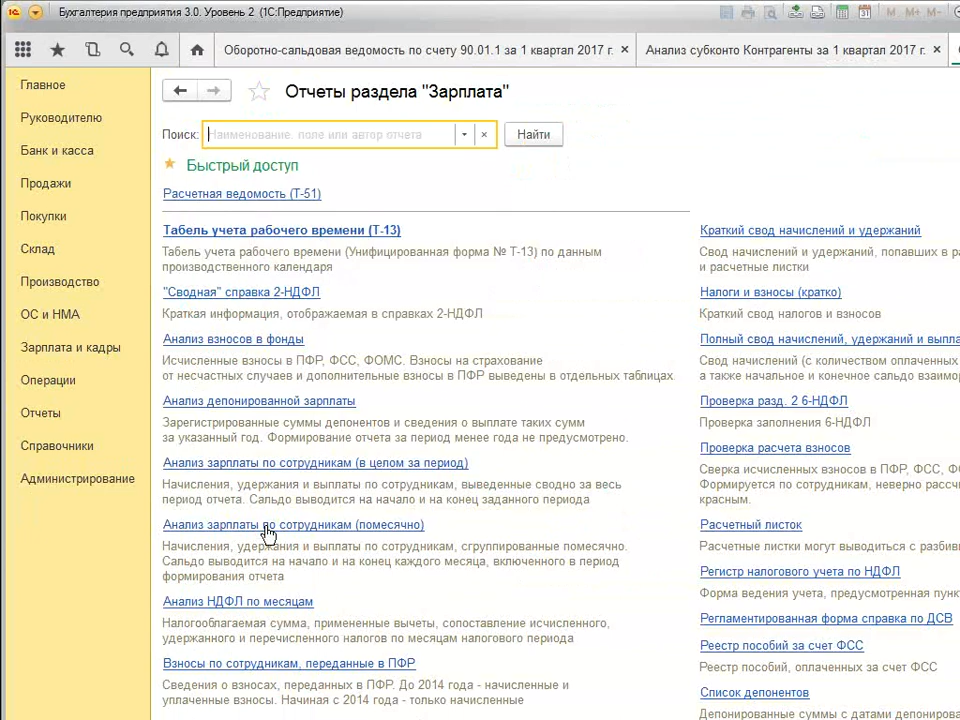 Бухгалтерия предприятия 3.0. Уровень 2 (1С:Предприятие)
M M+ M-
Оборотно-сальдовая ведомость по счету 90.01.1 за 1 квартал 2017 г. ×
Анализ субконто Контрагенты за 1 квартал 2017 г. ×
Главное
Руководителю
Банк и касса
Продажи
Покупки
Склад
Производство
ОС и НМА
Зарплата и кадры
Операции
Отчеты
Справочники
Администрирование
Отчеты раздела "Зарплата"
Поиск: Наименование, поле или автор отчета × Найти
Быстрый доступ
Расчетная ведомость (Т-51)
Табель учета рабочего времени (Т-13)
Табель учета рабочего времени (Унифицированная форма № Т-13) по данным
производственного календаря
"Сводная" справка 2-НДФЛ
Краткая информация, отображаемая в справках 2-НДФЛ
Анализ взносов в фонды
Исчисленные взносы в ПФР, ФСС, ФОМС. Взносы на страхование
от несчастных случаев и дополнительные взносы в ПФР выведены в отдельных таблицах
Анализ депонированной зарплаты
Зарегистрированные суммы депонентов и сведения о выплате таких сумм
за указанный год. Формирование отчета за период менее года не предусмотрено.
Анализ зарплаты по сотрудникам (в целом за период)
Начисления, удержания и выплаты по сотрудникам, выведенные сводно за весь
период отчета. Сальдо выводится на начало и на конец заданного периода
Анализ зарплаты по сотрудникам (помесячно)
Начисления, удержания и выплаты по сотрудникам, сгруппированные помесячно.
Сальдо выводится на начало и на конец каждого месяца, включенного в период
формирования отчета
Анализ НДФЛ по месяцам
Налогооблагаемая сумма, примененные вычеты, сопоставление исчисленного,
удержанного и перечисленного налогов по месяцам налогового периода
Взносы по сотрудникам, переданные в ПФР
Сведения о взносах, переданных в ПФР. До 2014 года - начисленные и
уплаченные взносы. Начиная с 2014 года - только начисленные
Краткий свод начислений и удержаний
Свод начислений и удержаний, попавших в
и расчетные листки
Налоги и взносы (кратко)
Краткий свод налогов и взносов
Полный свод начислений, удержаний и
Свод начислений (с количеством оплаченных
а также начальное и конечное сальдо
Проверка разд. 2 6-НДФЛ
Проверка заполнения 6-НДФЛ
Проверка расчета взносов
Сверка исчисленных взносов в ПФР, ФСС,
Формируется по сотрудникам, неверно
красным.
Расчетный листок
Расчетные листки могут выводиться с
Регистр налогового учета по НДФЛ
Форма ведения учета, предусмотренная
Регламентированная форма справка по ДСВ
Реестр пособий за счет ФСС
Реестр пособий, оплаченных за счет ФСС
Список депонентов
Депонированные суммы с датами